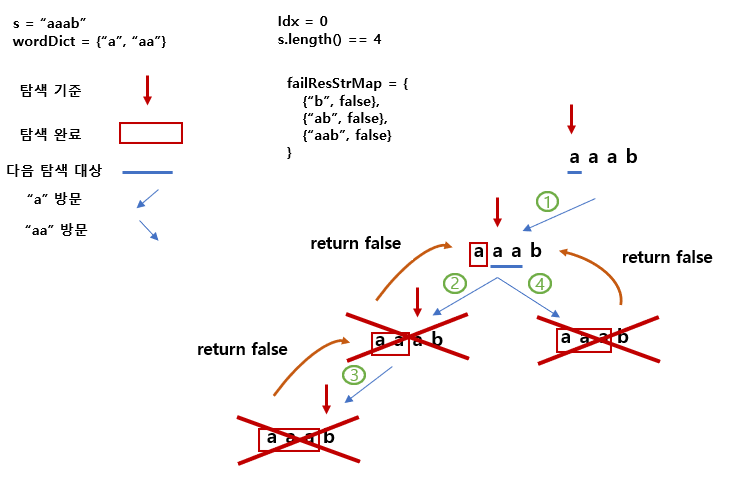 s = “aaab”
wordDict = {“a”, “aa”}
탐색 기준
탐색 완료
다음 탐색 대상
“a” 방문
“aa” 방문
Idx = 0
s.length() == 4
failResStrMap = {
{“b”, false},
{“ab”, false},
{“aab”, false}
}
a a a b
①
return false
a a a b
return false
②
④
return false
a a a b
a a a b
③
a a a b